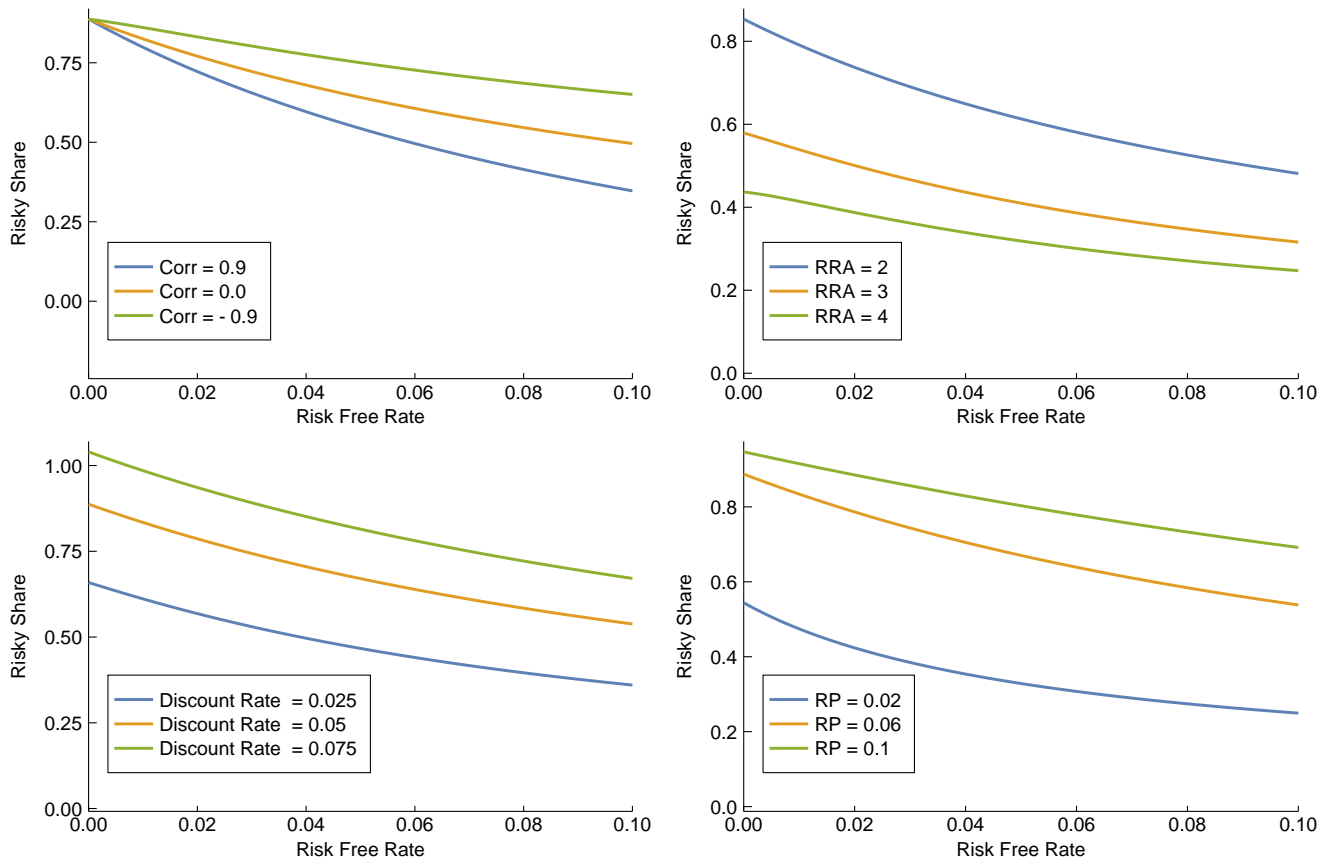 Risky Share
0.75
0.50
0.25
0.00
Corr = 0.9
Corr = 0.0
Corr = - 0.9
0.00 0.02 0.04 0.06 0.08 0.10
Risk Free Rate
Risky Share
0.8
0.6
0.4
0.2
0.0
RRA = 2
RRA = 3
RRA = 4
0.00 0.02 0.04 0.06 0.08 0.10
Risk Free Rate
Risky Share
1.00
0.75
0.50
0.25
0.00
Discount Rate = 0.025
Discount Rate = 0.05
Discount Rate = 0.075
0.00 0.02 0.04 0.06 0.08 0.10
Risk Free Rate
Risky Share
0.8
0.6
0.4
0.2
0.0
RP = 0.02
RP = 0.06
RP = 0.1
0.00 0.02 0.04 0.06 0.08 0.10
Risk Free Rate